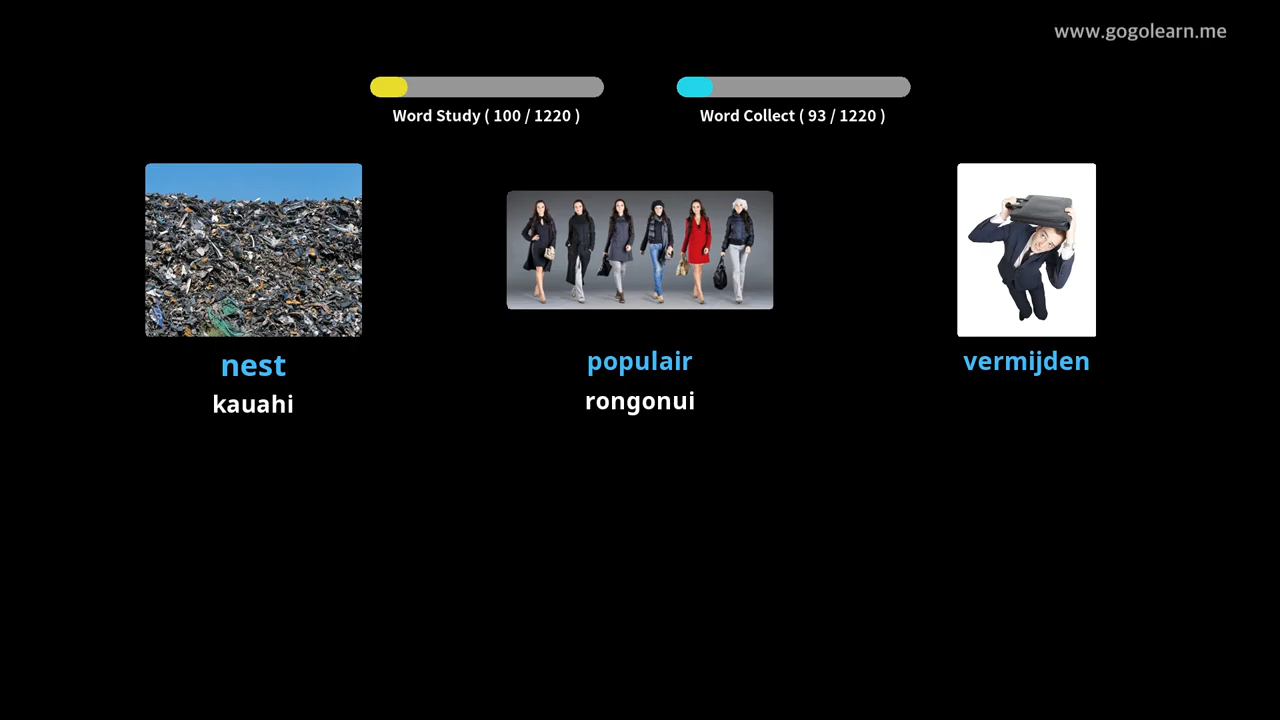 www.gogolearn.me
Word Study ( 100 / 1220 )
Word Collect ( 93 / 1220 )
nest
kauahi
populair
rongonui
vermijden